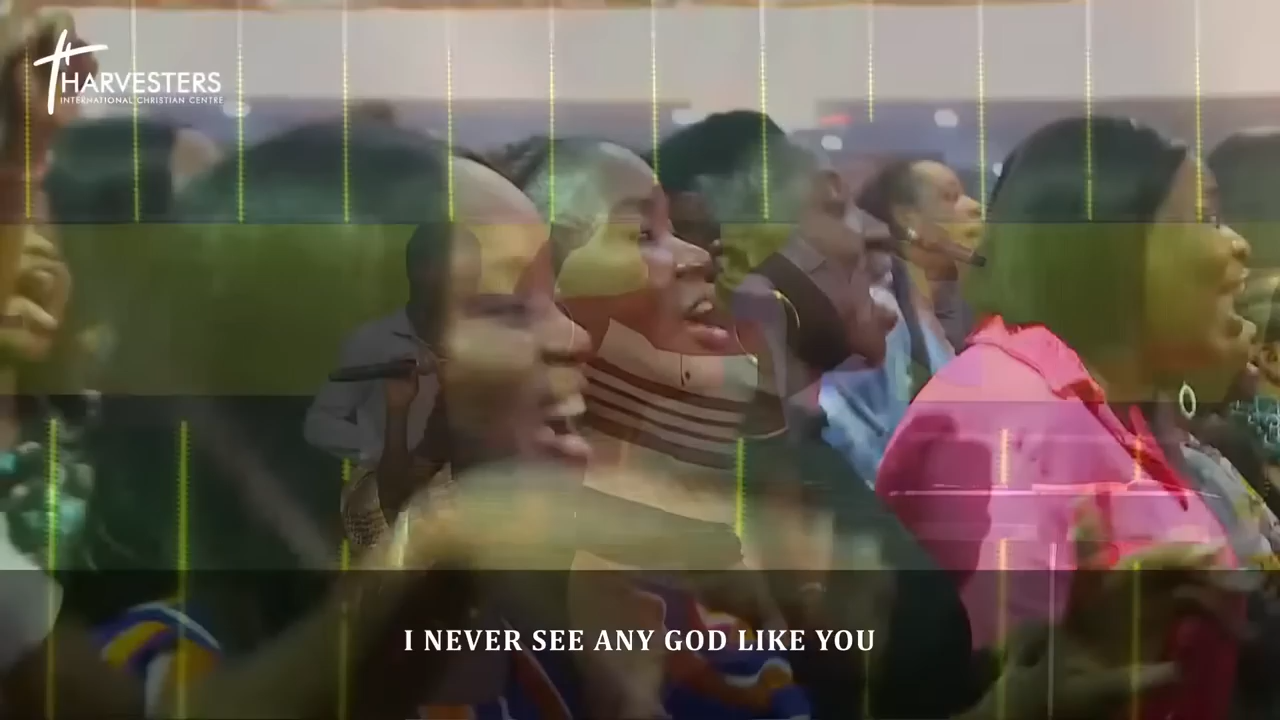 HARVESTERS
INTERNATIONAL CHRISTIAN CENTRE
I NEVER SEE ANY GOD LIKE YOU